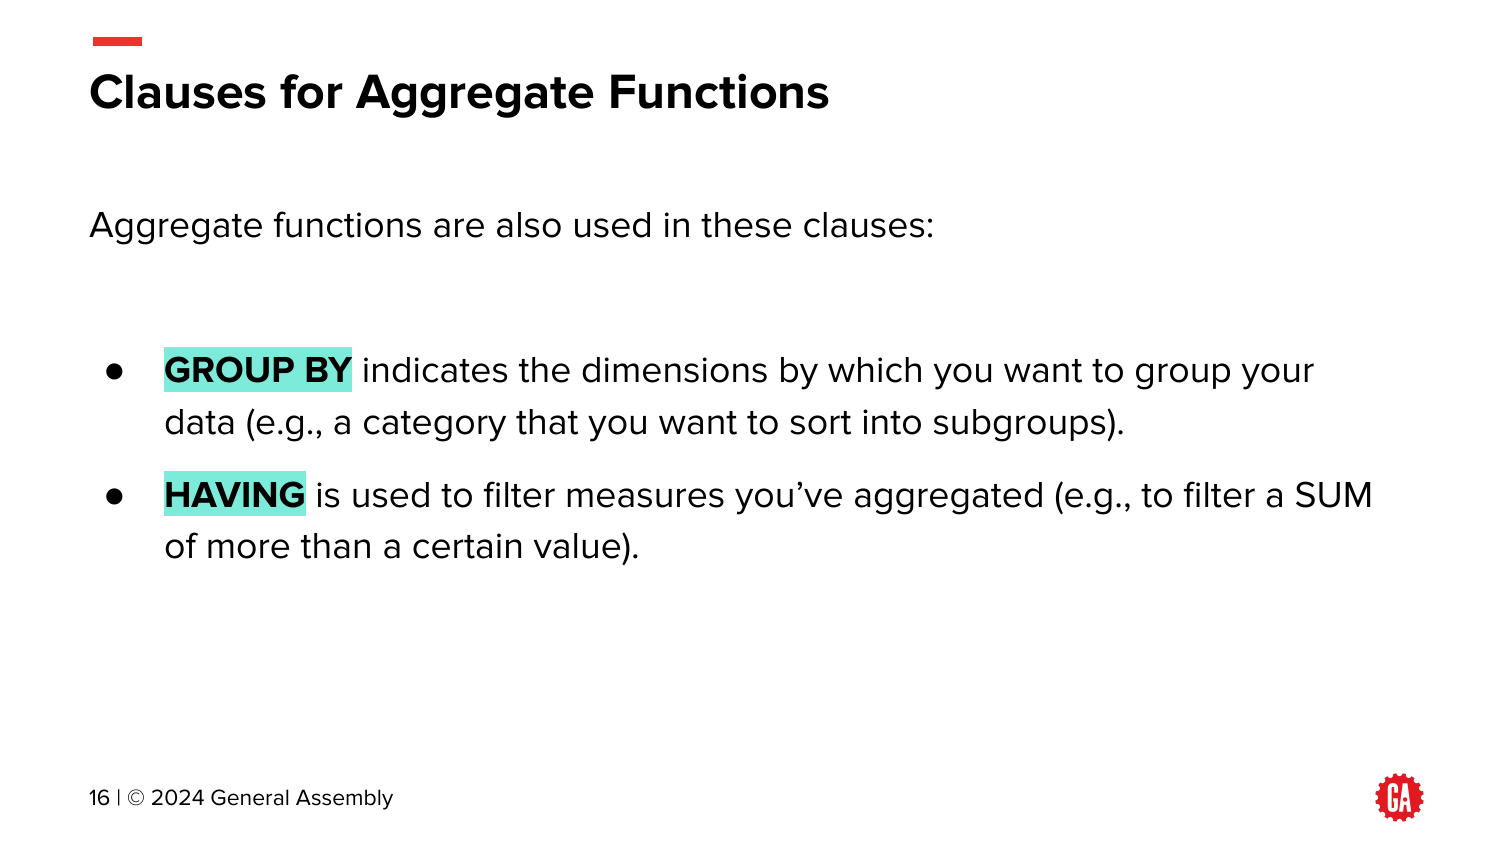 Clauses for Aggregate Functions
Aggregate functions are also used in these clauses:
● GROUP BY indicates the dimensions by which you want to group your
data (e.g., a category that you want to sort into subgroups).
● HAVING is used to filter measures you’ve aggregated (e.g., to filter a SUM
of more than a certain value).
16 | © 2024 General Assembly
GA